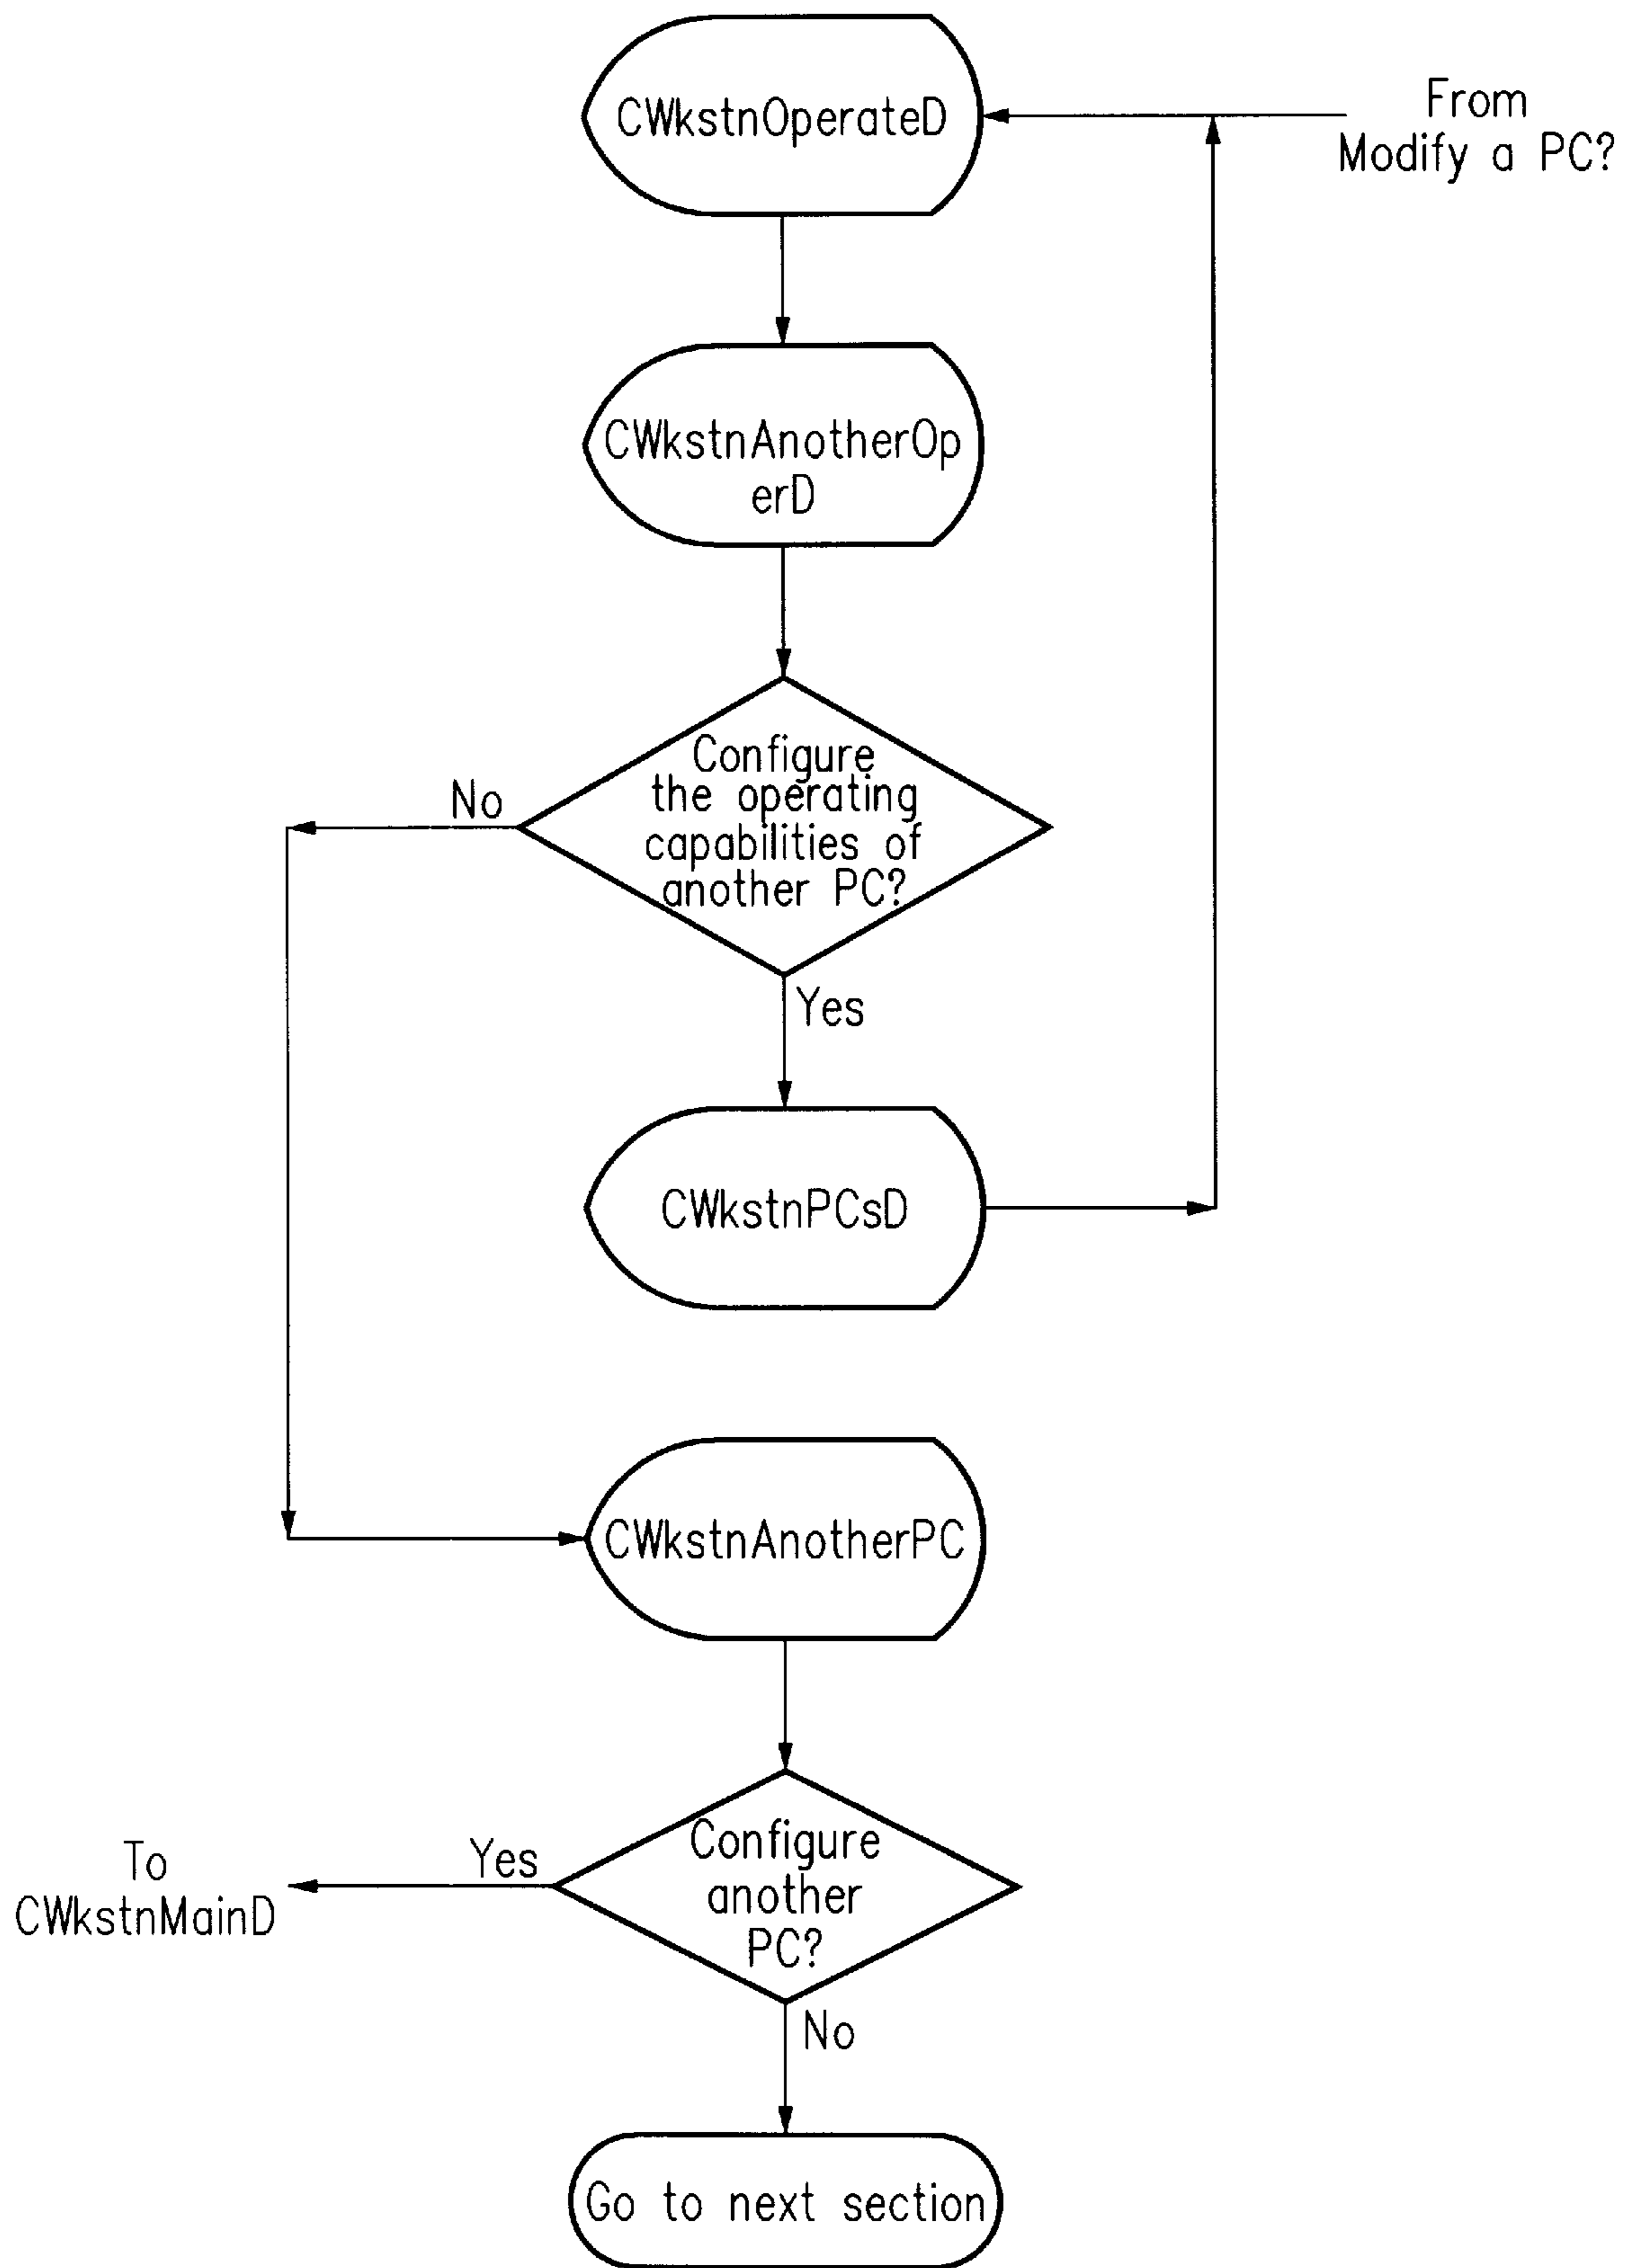 CWkstnOperateD
From
Modify a PC?
CWkstnAnotherOp
erD
Configure
the operating
capabilities of
another PC?
No
Yes
CWkstnPCsD
CWkstnAnotherPC
Configure
another
PC?
Yes
To
CWkstnMainD
No
Go to next section